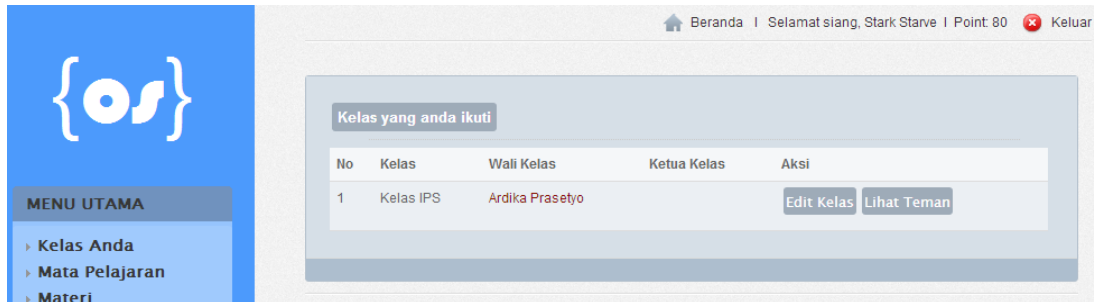 Beranda I Selamat siang, Stark Starve I Point: 80 Keluar
{os}
Kelas yang anda ikuti
No Kelas Wali Kelas Ketua Kelas Aksi
1 Kelas IPS Ardika Prasetyo Edit Kelas Lihat Teman
MENU UTAMA
Kelas Anda
Mata Pelajaran
Materi